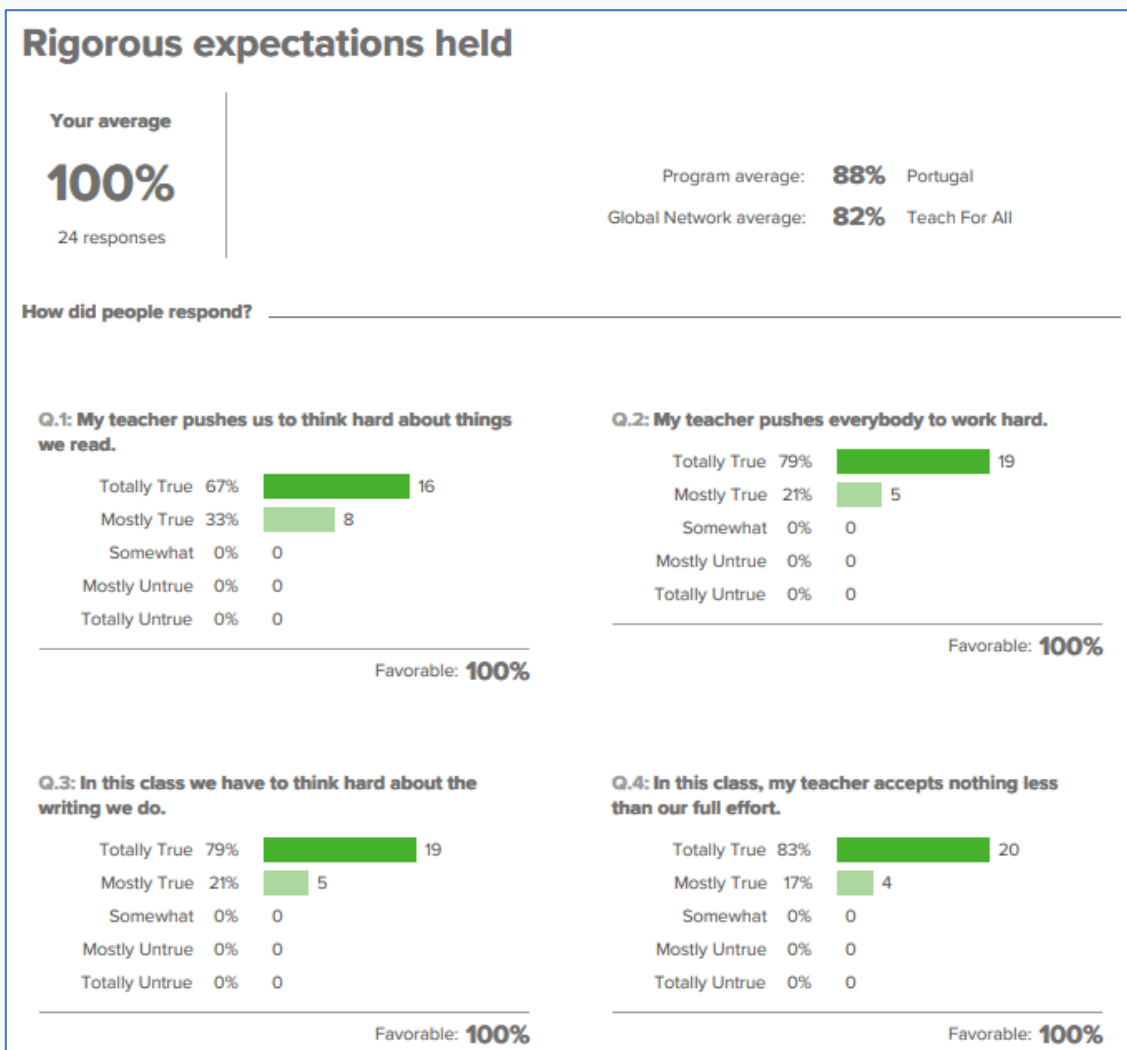 Rigorous expectations held
Your average
100%
24 responses
Program average: 88% Portugal
Global Network average: 82% Teach For All
How did people respond?
Q.1: My teacher pushes us to think hard about things
we read.
Totally True 67% 16
Mostly True 33% 8
Somewhat 0% 0
Mostly Untrue 0% 0
Totally Untrue 0% 0
Favorable: 100%
Q.2: My teacher pushes everybody to work hard.
Totally True 79% 19
Mostly True 21% 5
Somewhat 0% 0
Mostly Untrue 0% 0
Totally Untrue 0% 0
Favorable: 100%
Q.3: In this class we have to think hard about the
writing we do.
Totally True 79% 19
Mostly True 21% 5
Somewhat 0% 0
Mostly Untrue 0% 0
Totally Untrue 0% 0
Favorable: 100%
Q.4: In this class, my teacher accepts nothing less
than our full effort.
Totally True 83% 20
Mostly True 17% 4
Somewhat 0% 0
Mostly Untrue 0% 0
Totally Untrue 0% 0
Favorable: 100%